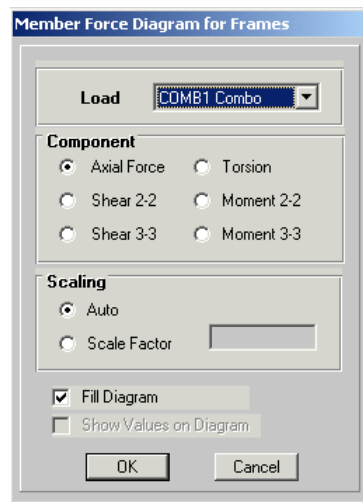 Member Force Diagram for Frames
Load COMB1 Combo
Component
Axial Force Torsion
Shear 2-2 Moment 2-2
Shear 3-3 Moment 3-3
Scaling
Auto
Scale Factor
Fill Diagram
Show Values on Diagram
OK Cancel